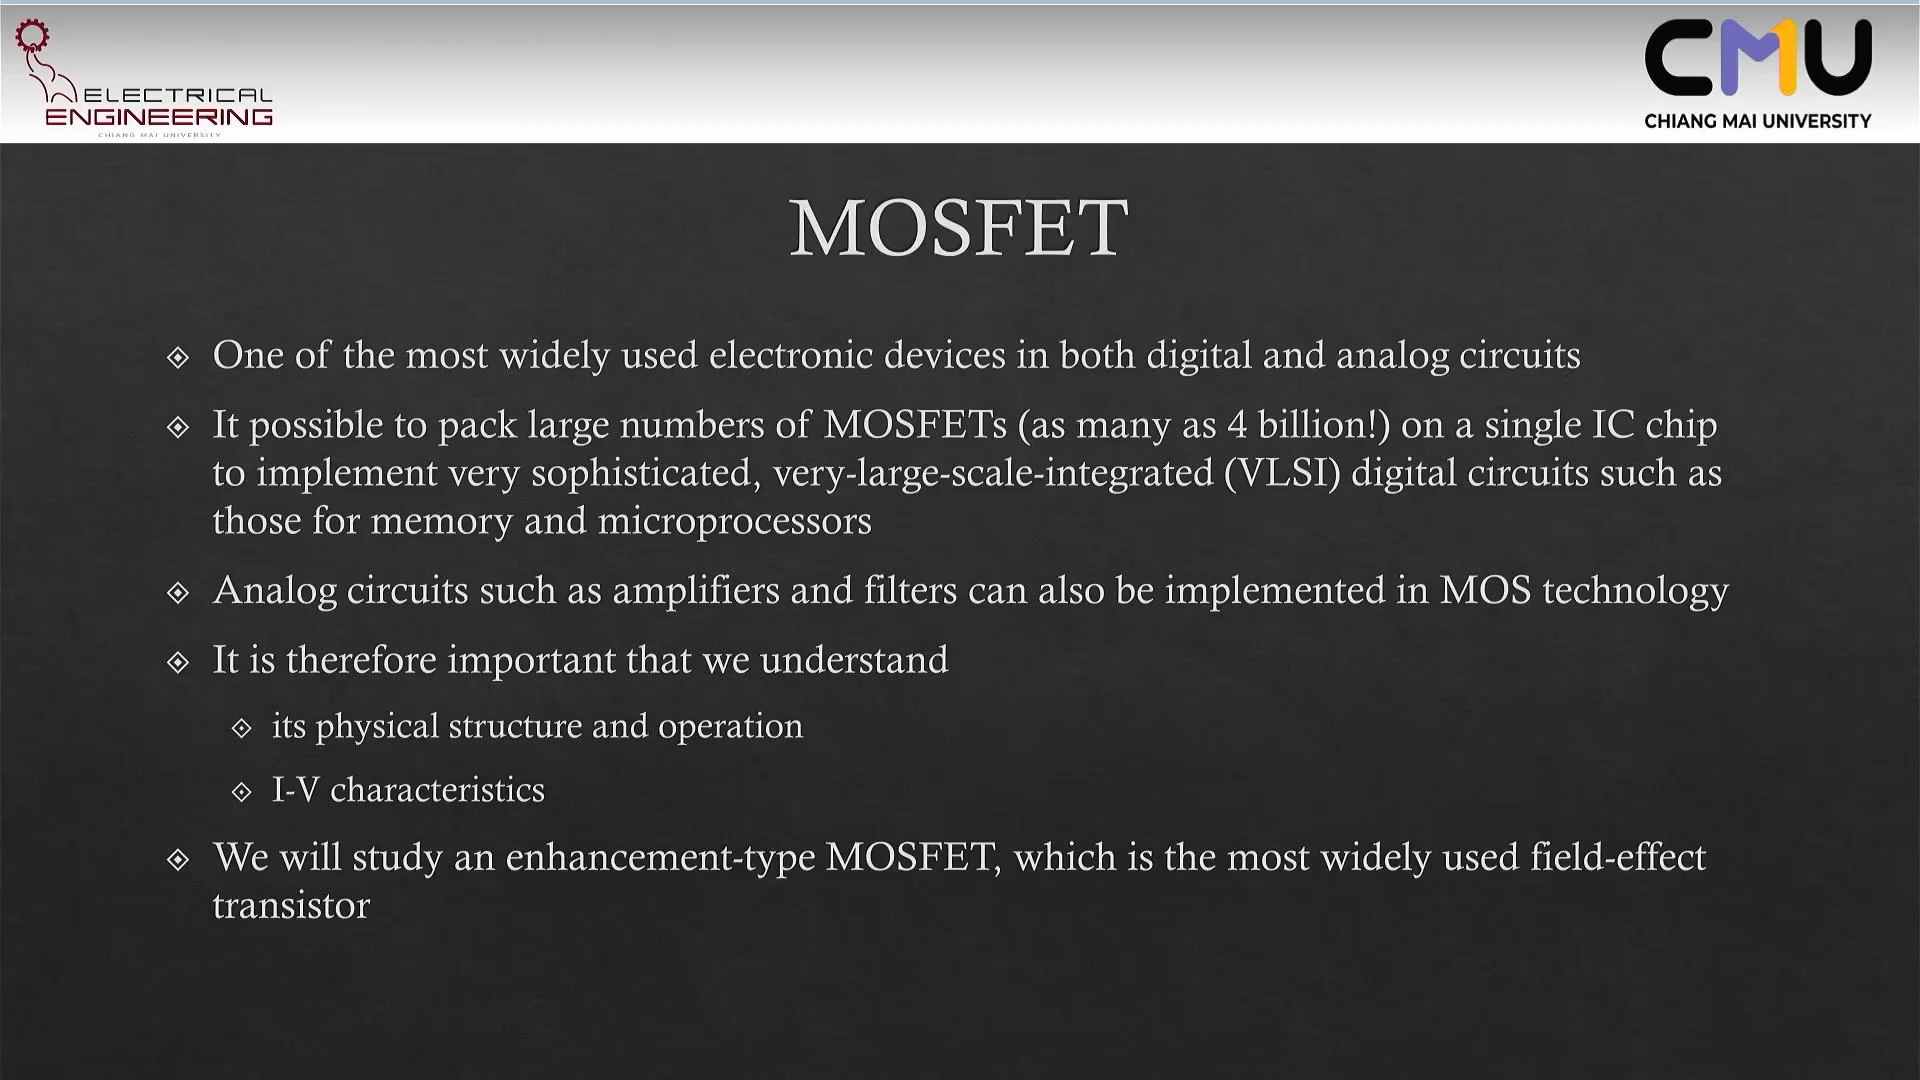 ELECTRICAL
ENGINEERING
CHIANG MAI UNIVERSITY
CMU
CHIANG MAI UNIVERSITY
MOSFET
One of the most widely used electronic devices in both digital and analog circuits
It possible to pack large numbers of MOSFETs (as many as 4 billion!) on a single IC chip
to implement very sophisticated, very-large-scale-integrated (VLSI) digital circuits such as
those for memory and microprocessors
Analog circuits such as amplifiers and filters can also be implemented in MOS technology
It is therefore important that we understand
its physical structure and operation
I-V characteristics
We will study an enhancement-type MOSFET, which is the most widely used field-effect
transistor